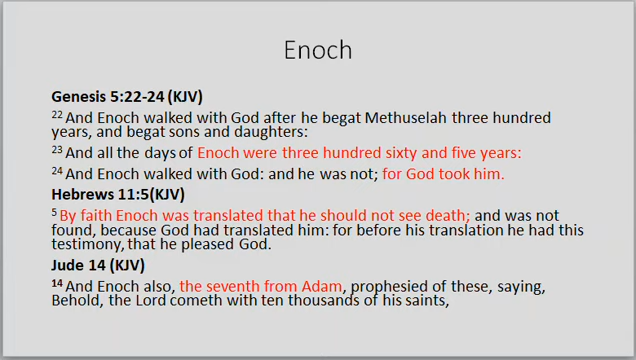 Enoch
Genesis 5:22-24 (KJV)
22 And Enoch walked with God after he begat Methuselah three hundred
years, and begat sons and daughters:
23 And all the days of Enoch were three hundred sixty and five years:
24 And Enoch walked with God: and he was not; for God took him.
Hebrews 11:5(KJV)
5 By faith Enoch was translated that he should not see death; and was not
found, because God had translated him: for before his translation he had this
testimony, that he pleased God.
Jude 14 (KJV)
14 And Enoch also, the seventh from Adam, prophesied of these, saying,
Behold, the Lord cometh with ten thousands of his saints,